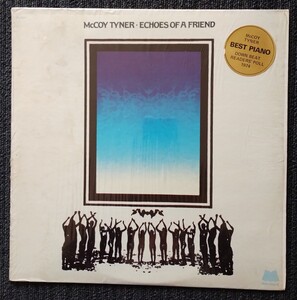 McCOY TYNER · ECHOES OF A FRIEND
McCOY
TYNER
BEST PIANO
DOWN BEAT
READERS' POLL
1974